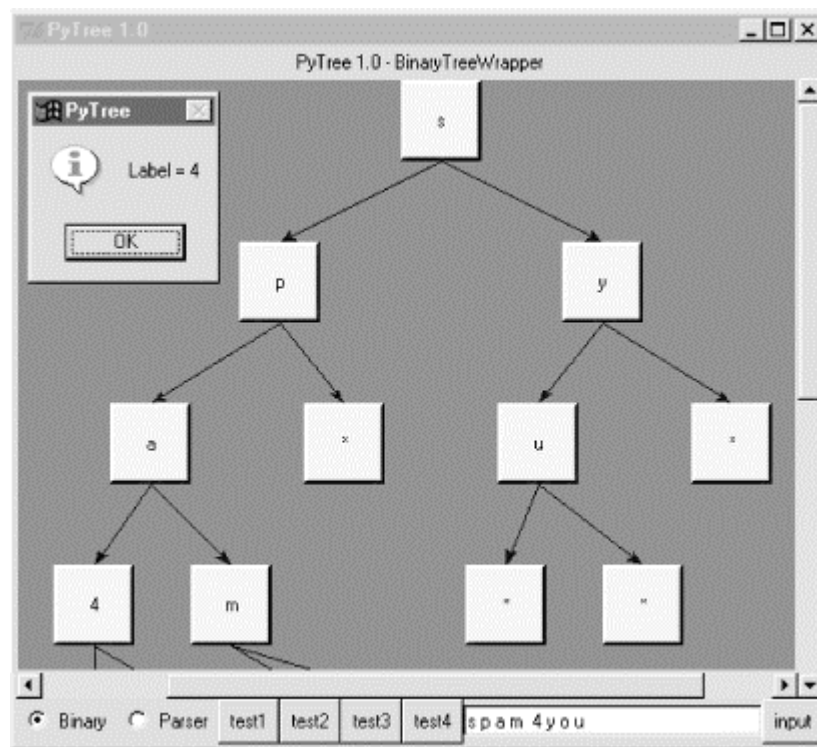 PyTree 1.0
PyTree 1.0 - BinaryTreeWrapper
PyTree
Label = 4
OK
s
p
y
a
*
u
*
4
m
*
*
Binary Parser test1 test2 test3 test4 s p a m 4 y o u input